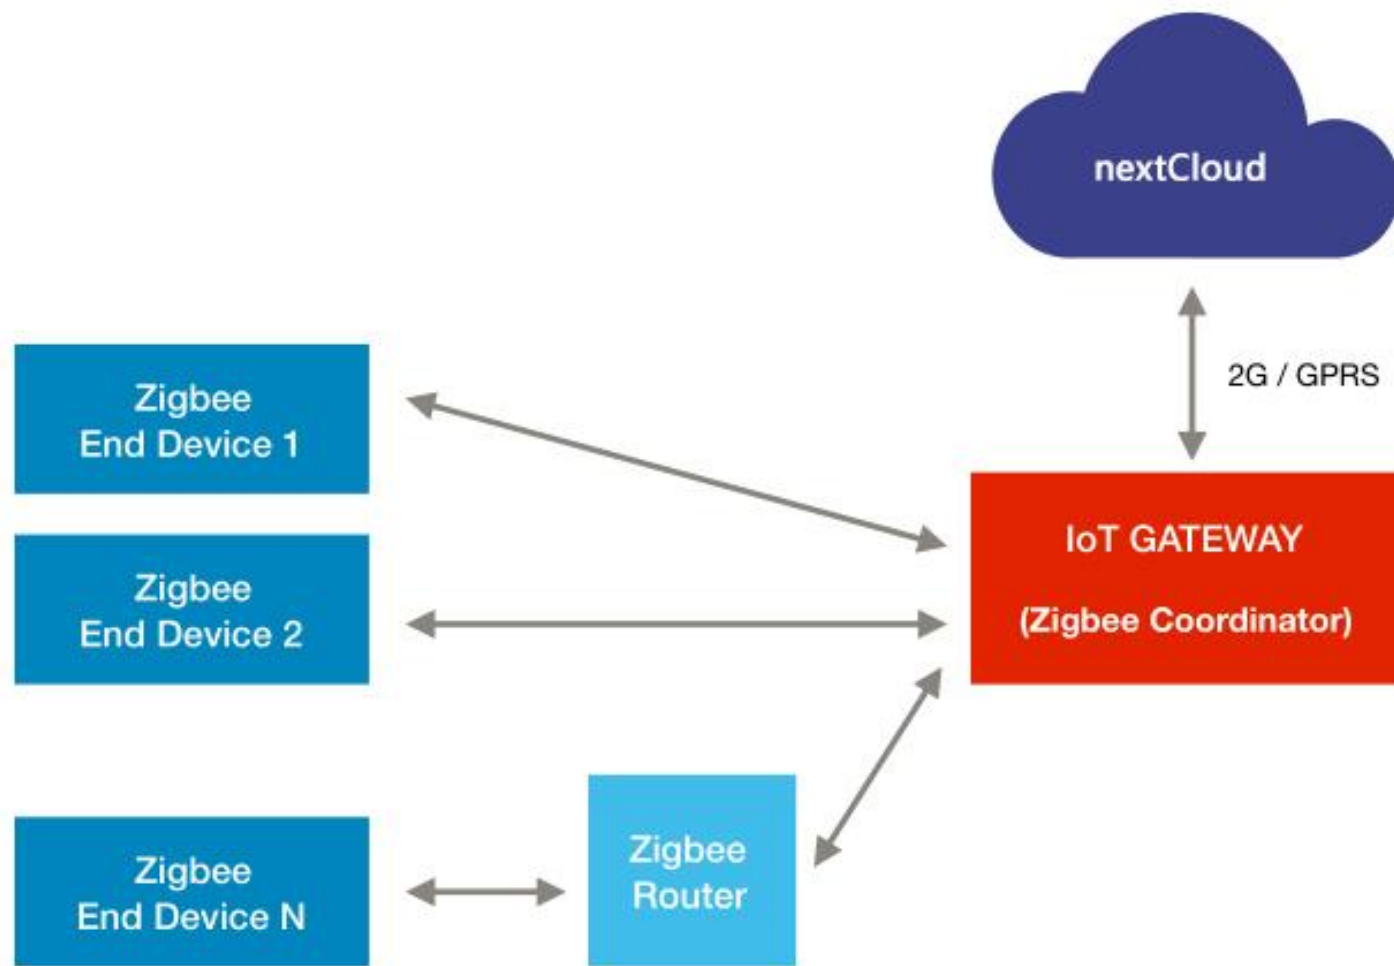 nextCloud
2G / GPRS
Zigbee
End Device 1
IoT GATEWAY
(Zigbee Coordinator)
Zigbee
End Device 2
Zigbee
Router
Zigbee
End Device N